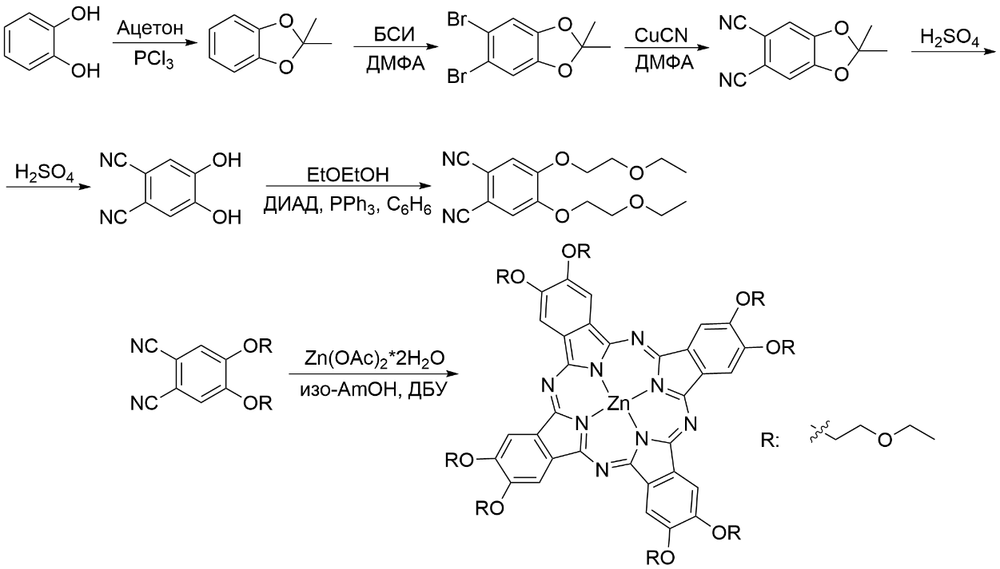 OH
OH
Ацетон
PCl3
O
O
БСИ
ДМФА
Br
Br
O
O
CuCN
ДМФА
NC
NC
O
O
H2SO4
H2SO4
NC
NC
OH
OH
EtOEtOH
ДИАД, PPh3, C6H6
NC
NC
O
O
O
O
NC
NC
OR
OR
Zn(OAc)2*2H2O
изо-AmOH, ДБУ
OR
RO
OR
OR
N
N
N
N
Zn
N
N
N
N
RO
RO
OR
RO
R:
O